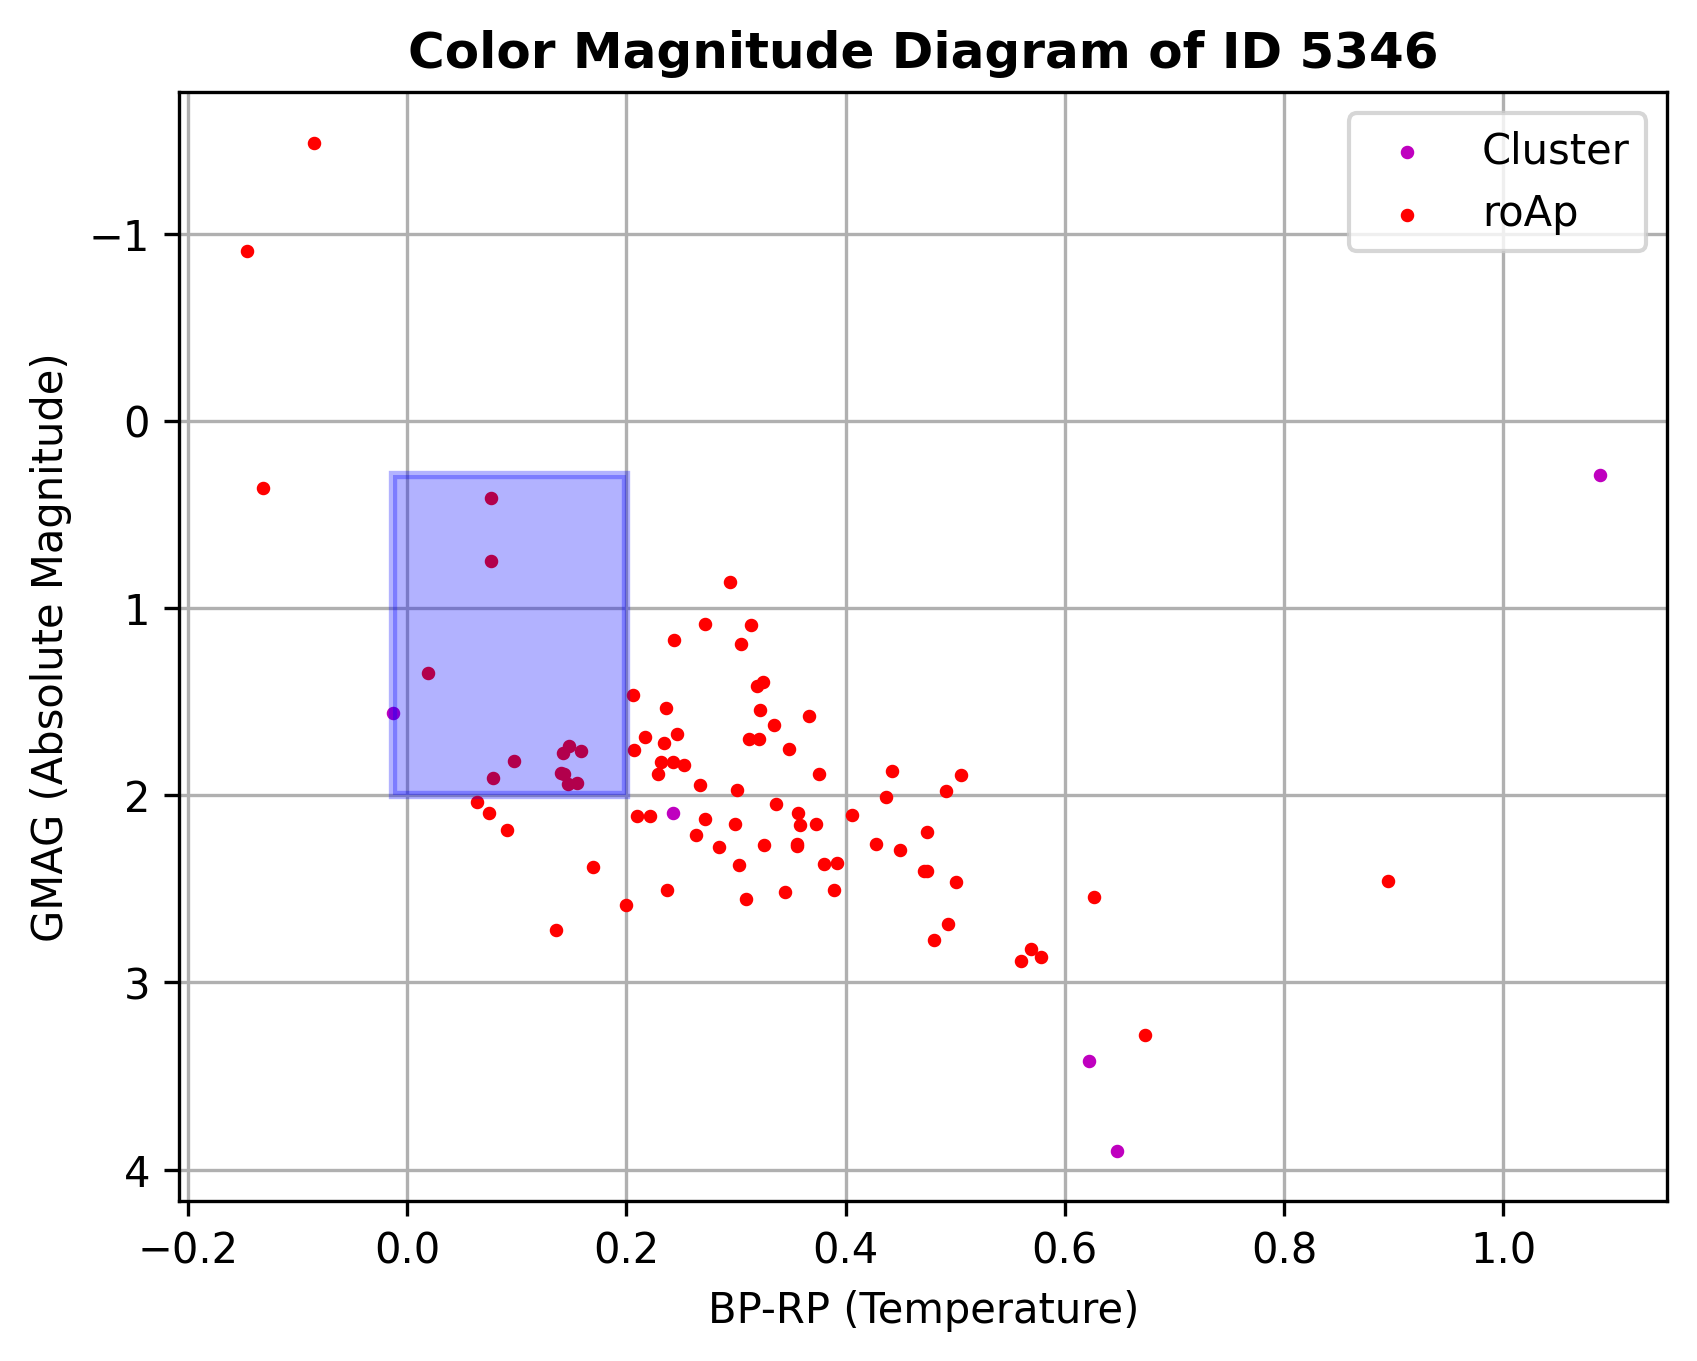 Color Magnitude Diagram of ID 5346
Cluster
roAp
GMAG (Absolute Magnitude)
−1
0
1
2
3
4
−0.2 0.0 0.2 0.4 0.6 0.8 1.0
BP-RP (Temperature)